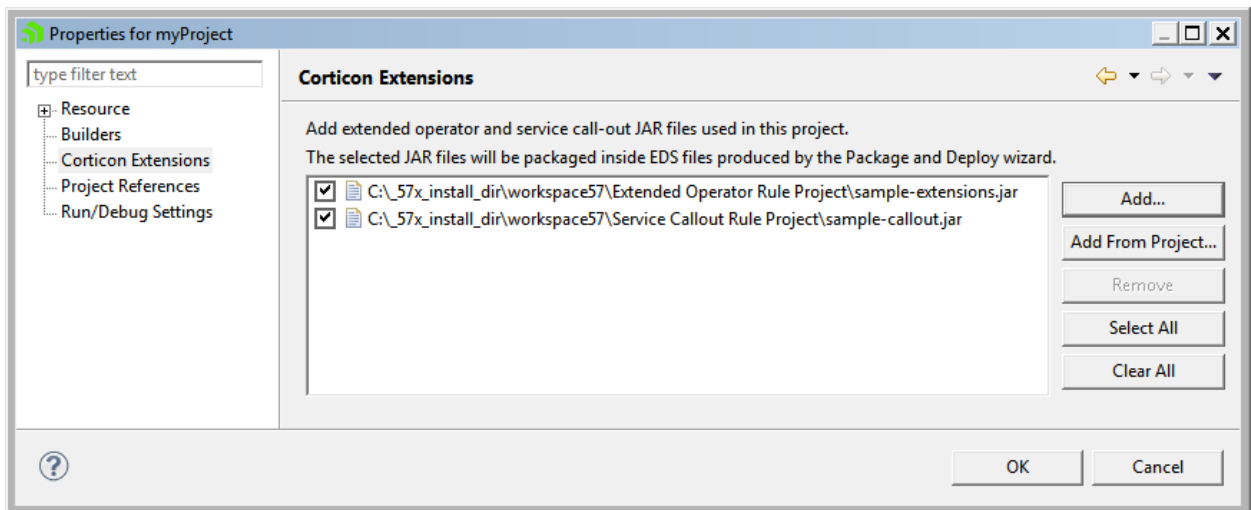 Properties for myProject
type filter text
Resource
Builders
Corticon Extensions
Project References
Run/Debug Settings
Corticon Extensions
Add extended operator and service call-out JAR files used in this project.
The selected JAR files will be packaged inside EDS files produced by the Package and Deploy wizard.
C:\_57x_install_dir\workspace57\Extended Operator Rule Project\sample-extensions.jar
C:\_57x_install_dir\workspace57\Service Callout Rule Project\sample-callout.jar
Add...
Add From Project...
Remove
Select All
Clear All
?
OK
Cancel